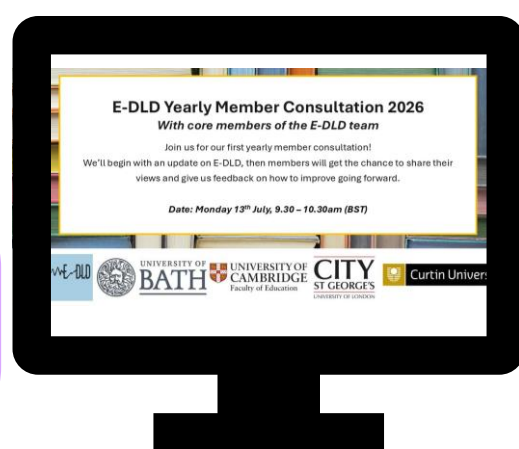 E-DLD Yearly Member Consultation 2026
With core members of the E-DLD team
Join us for our first yearly member consultation!
We'll begin with an update on E-DLD, then members will get the chance to share their
views and give us feedback on how to improve going forward.
Date: Monday 13th July, 9.30 – 10.30am (BST)
E-DLD
UNIVERSITY OF
BATH
UNIVERSITY OF
CAMBRIDGE
Faculty of Education
CITY
ST GEORGE'S
UNIVERSITY OF LONDON
Curtin Univers